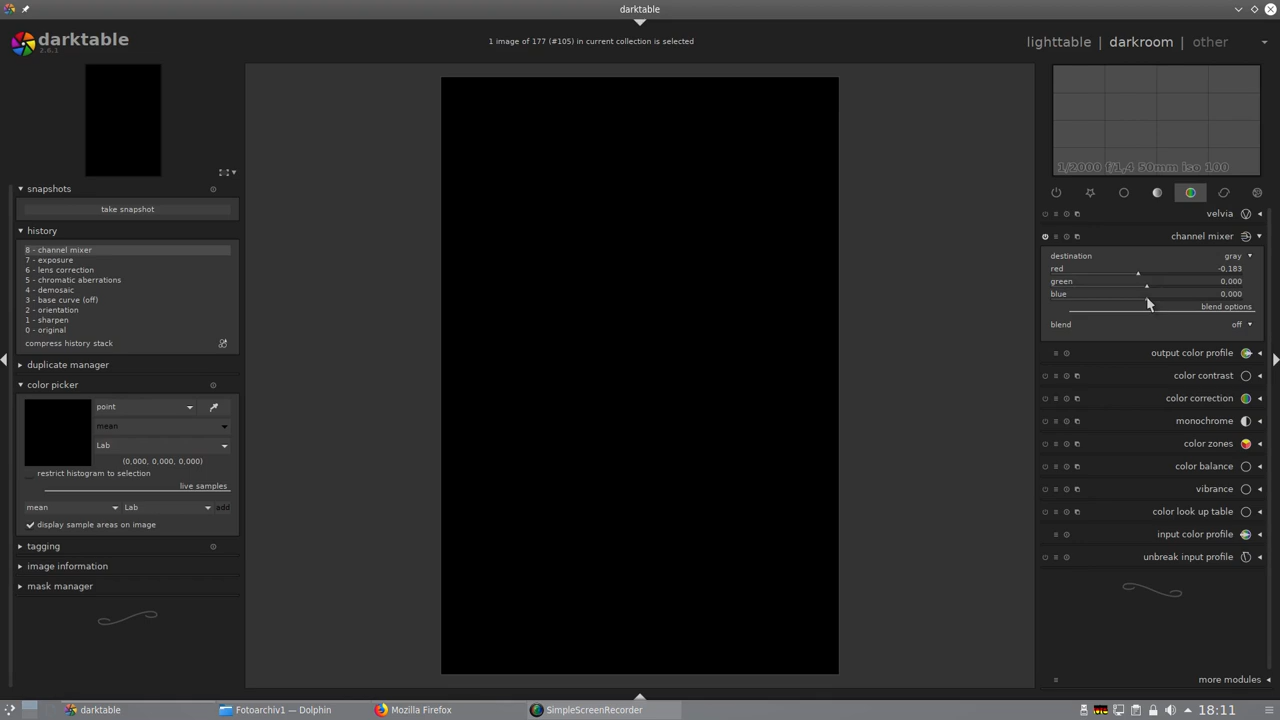 darktable
darktable
2.6.1
1 image of 177 (#105) in current collection is selected
lighttable | darkroom | other
1/2000 f/1,4 50mm iso 100
snapshots
take snapshot
history
8 - channel mixer
7 - exposure
6 - lens correction
5 - chromatic aberrations
4 - demosaic
3 - base curve (off)
2 - orientation
1 - sharpen
0 - original
compress history stack
duplicate manager
color picker
point
mean
Lab
(0,000, 0,000, 0,000)
restrict histogram to selection
live samples
mean Lab add
display sample areas on image
tagging
image information
mask manager
velvia
channel mixer
destination gray
red -0,183
green 0,000
blue 0,000
blend options
blend off
output color profile
color contrast
color correction
monochrome
color zones
color balance
vibrance
color look up table
input color profile
unbreak input profile
more modules
darktable
Fotoarchiv1 — Dolphin
Mozilla Firefox
SimpleScreenRecorder
18:11